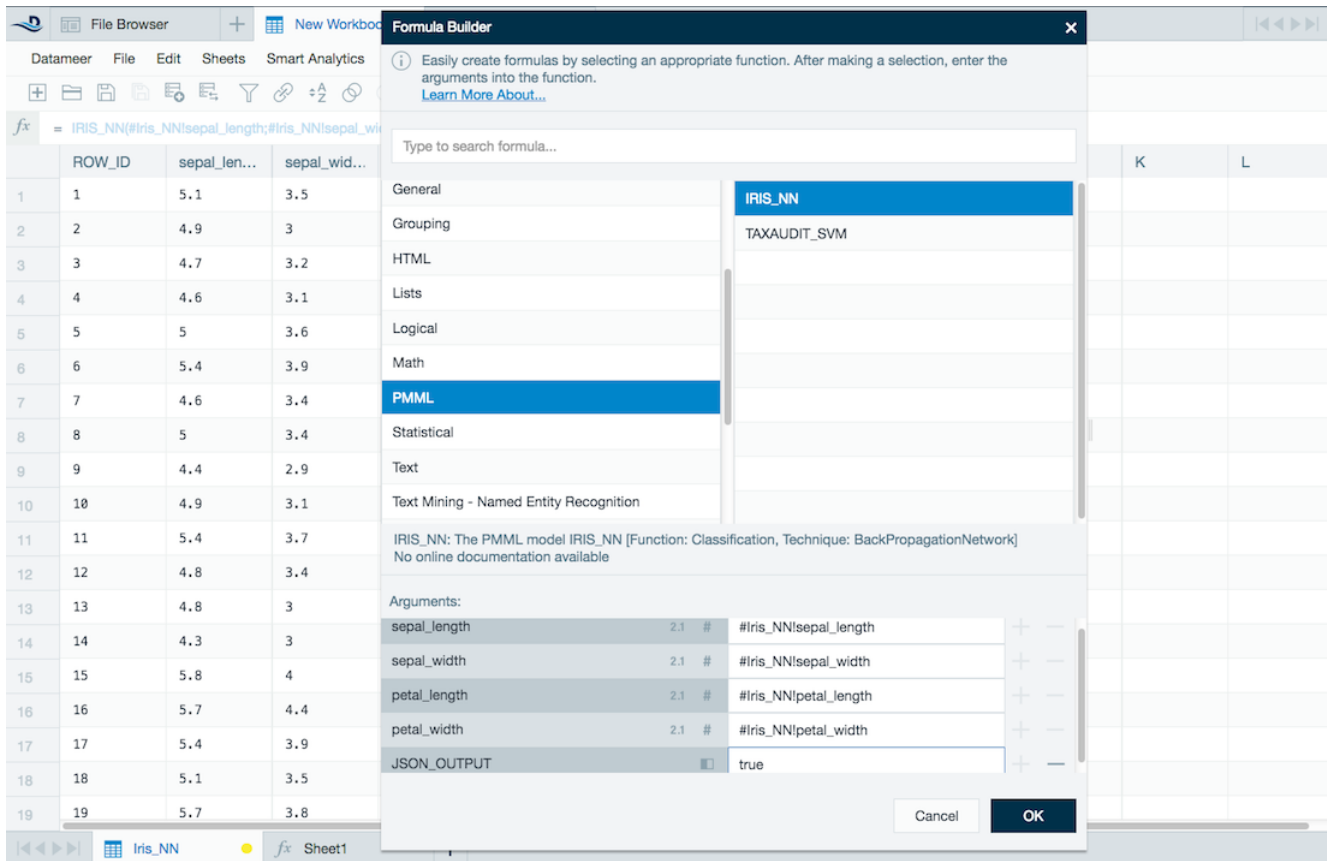 File Browser
New Workboo
Formula Builder
Datameer File Edit Sheets Smart Analytics
Easily create formulas by selecting an appropriate function. After making a selection, enter the
arguments into the function.
Learn More About...
fx = IRIS_NN(#Iris_NN!sepal_length;#Iris_NN!sepal_wi
Type to search formula...
ROW_ID sepal_len... sepal_wid... K L
1 1 5.1 3.5
2 2 4.9 3
3 3 4.7 3.2
4 4 4.6 3.1
5 5 5 3.6
6 6 5.4 3.9
7 7 4.6 3.4
8 8 5 3.4
9 9 4.4 2.9
10 10 4.9 3.1
11 11 5.4 3.7
12 12 4.8 3.4
13 13 4.8 3
14 14 4.3 3
15 15 5.8 4
16 16 5.7 4.4
17 17 5.4 3.9
18 18 5.1 3.5
19 19 5.7 3.8
General
Grouping
HTML
Lists
Logical
Math
PMML
Statistical
Text
Text Mining - Named Entity Recognition
IRIS_NN
TAXAUDIT_SVM
IRIS_NN: The PMML model IRIS_NN [Function: Classification, Technique: BackPropagationNetwork]
No online documentation available
Arguments:
sepal_length 2.1 # #Iris_NN!sepal_length
sepal_width 2.1 # #Iris_NN!sepal_width
petal_length 2.1 # #Iris_NN!petal_length
petal_width 2.1 # #Iris_NN!petal_width
JSON_OUTPUT true
Cancel OK
Iris_NN fx Sheet1